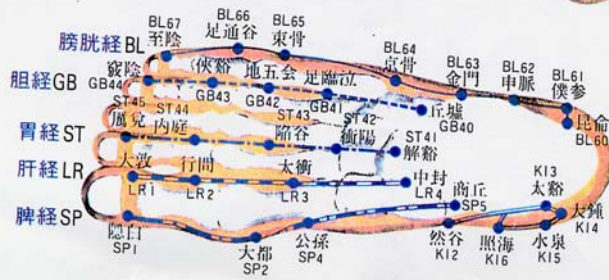 BL67
至陰
BL66
足通谷
BL65
束骨
膀胱経BL
BL64
京骨
BL63
金門
BL62
申脈
BL61
僕参
崑崙
BL60
胆経GB
竅陰
GB44
侠谿
GB43
地五会
GB42
足臨泣
GB41
丘墟
GB40
胃経ST
ST45
厲兌
ST44
内庭
ST43
陥谷
ST42
衝陽
ST41
解谿
肝経LR
大敦
LR1
行間
LR2
太衝
LR3
中封
LR4
脾経SP
隠白
SP1
大都
SP2
公孫
SP4
商丘
SP5
然谷
K12
照海
K16
水泉
K15
大鍾
K14
K13
太谿